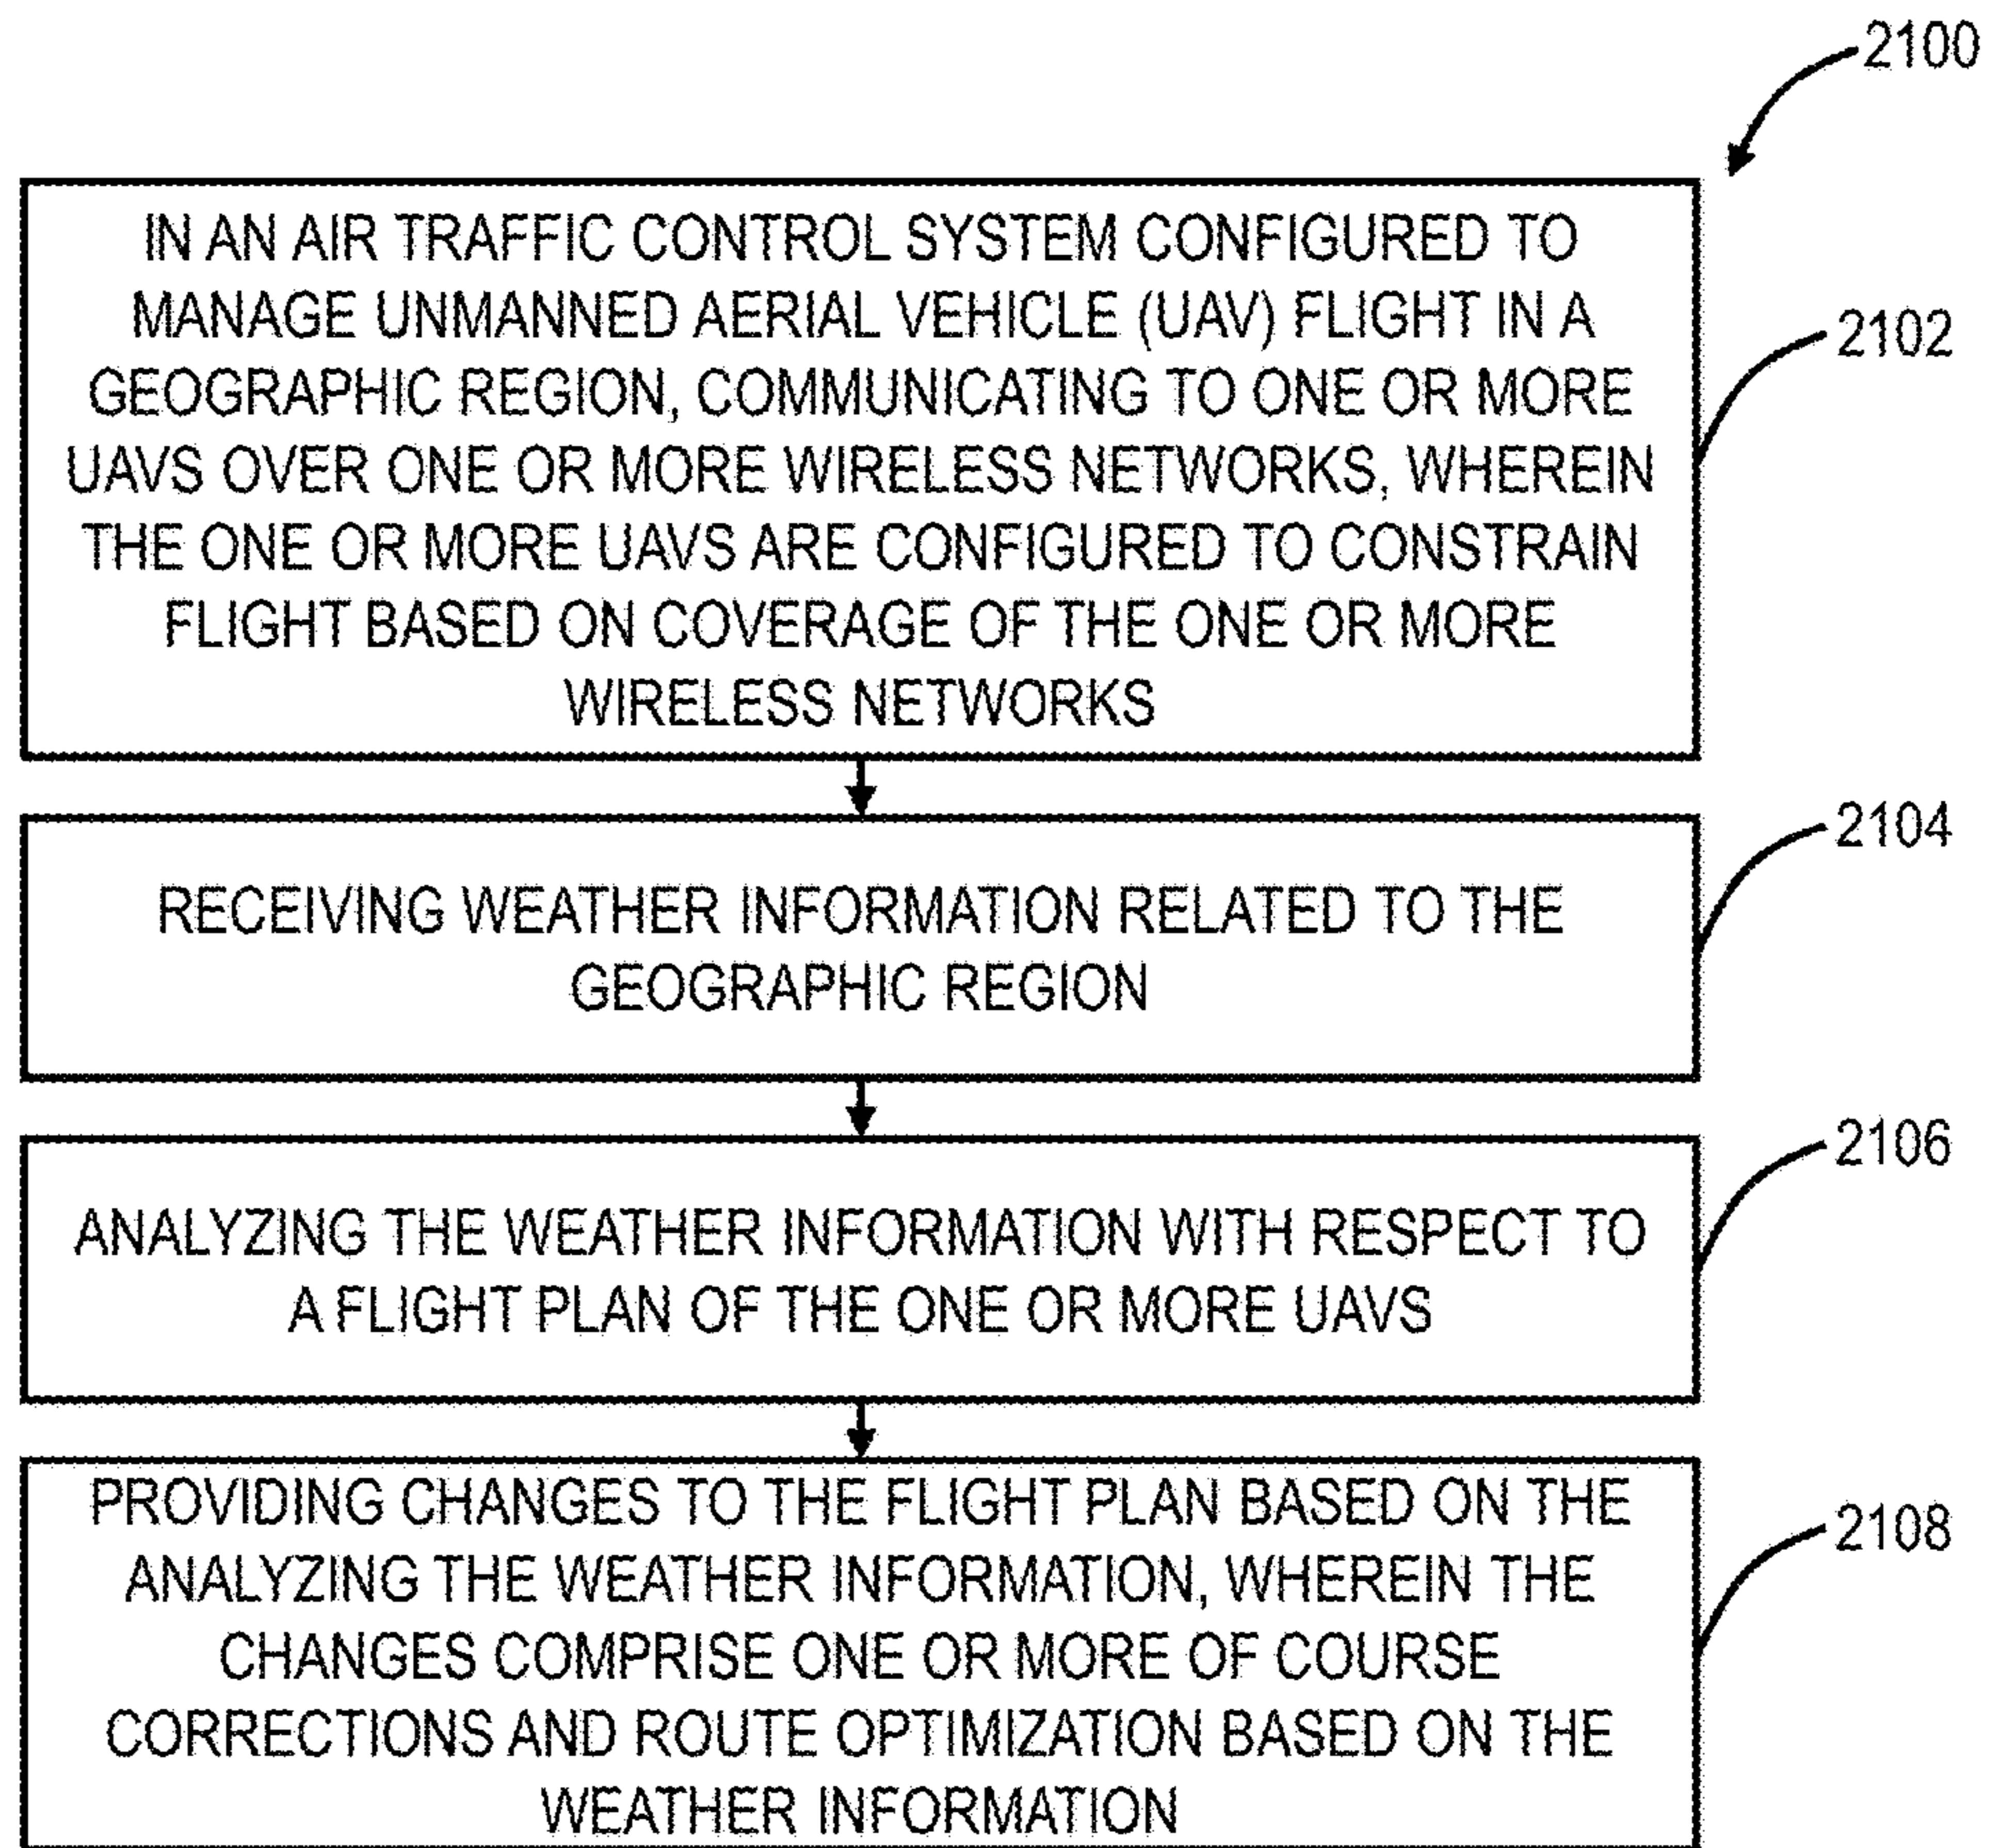 2100
IN AN AIR TRAFFIC CONTROL SYSTEM CONFIGURED TO
MANAGE UNMANNED AERIAL VEHICLE (UAV) FLIGHT IN A
GEOGRAPHIC REGION, COMMUNICATING TO ONE OR MORE
UAVS OVER ONE OR MORE WIRELESS NETWORKS, WHEREIN
THE ONE OR MORE UAVS ARE CONFIGURED TO CONSTRAIN
FLIGHT BASED ON COVERAGE OF THE ONE OR MORE
WIRELESS NETWORKS
2102
RECEIVING WEATHER INFORMATION RELATED TO THE
GEOGRAPHIC REGION
2104
ANALYZING THE WEATHER INFORMATION WITH RESPECT TO
A FLIGHT PLAN OF THE ONE OR MORE UAVS
2106
PROVIDING CHANGES TO THE FLIGHT PLAN BASED ON THE
ANALYZING THE WEATHER INFORMATION, WHEREIN THE
CHANGES COMPRISE ONE OR MORE OF COURSE
CORRECTIONS AND ROUTE OPTIMIZATION BASED ON THE
WEATHER INFORMATION
2108